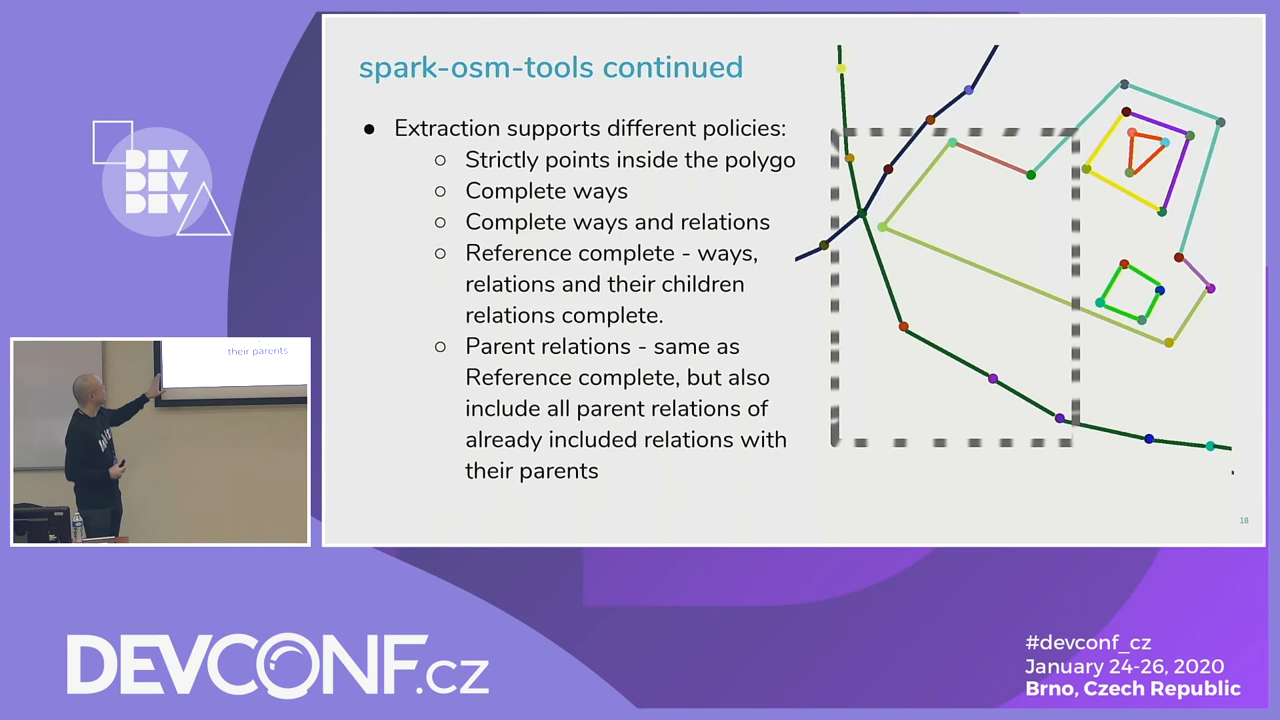 spark-osm-tools continued
● Extraction supports different policies:
○ Strictly points inside the polygo
○ Complete ways
○ Complete ways and relations
○ Reference complete - ways,
relations and their children
relations complete.
○ Parent relations - same as
Reference complete, but also
include all parent relations of
already included relations with
their parents
18
DEV
DEV
DEV
their parents
DEVCONF.cz
#devconf_cz
January 24-26, 2020
Brno, Czech Republic